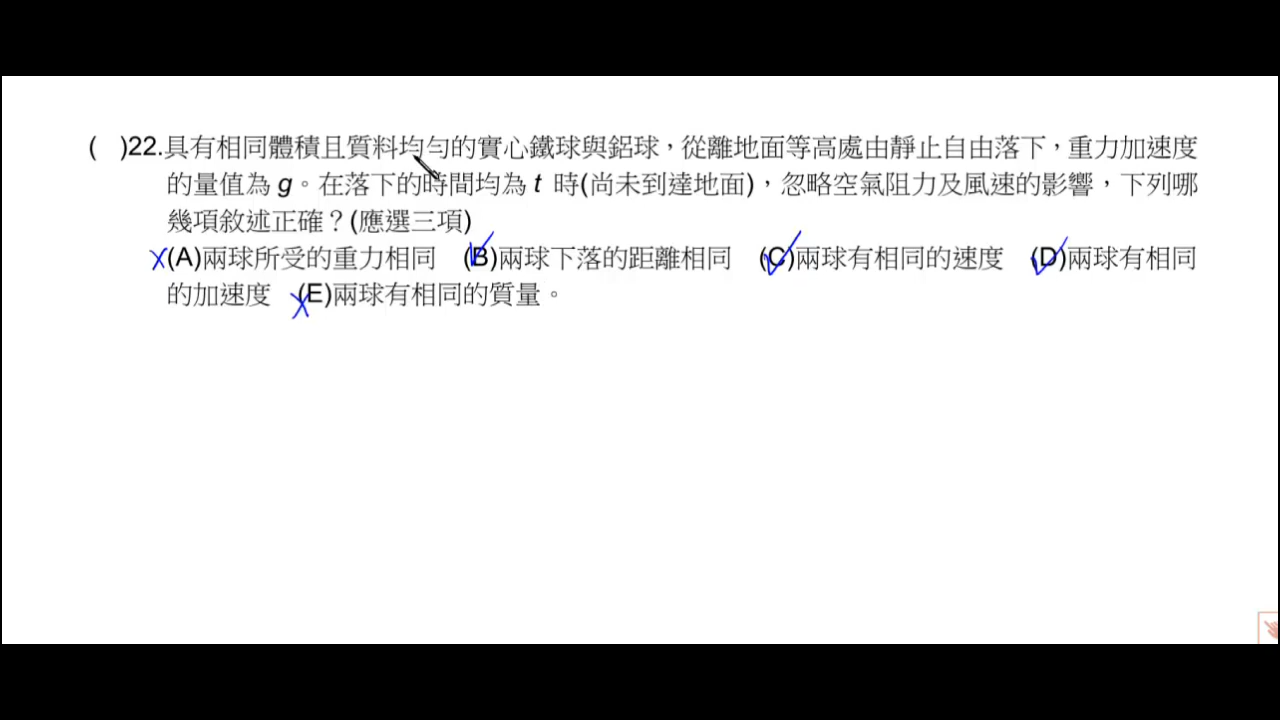 ( )22.具有相同體積且質料均勻的實心鐵球與鋁球，從離地面等高處由靜止自由落下，重力加速度
的量值為 g。在落下的時間均為 t 時(尚未到達地面)，忽略空氣阻力及風速的影響，下列哪
幾項敘述正確？(應選三項)
(A)兩球所受的重力相同 (B)兩球下落的距離相同 (C)兩球有相同的速度 (D)兩球有相同
的加速度 (E)兩球有相同的質量。